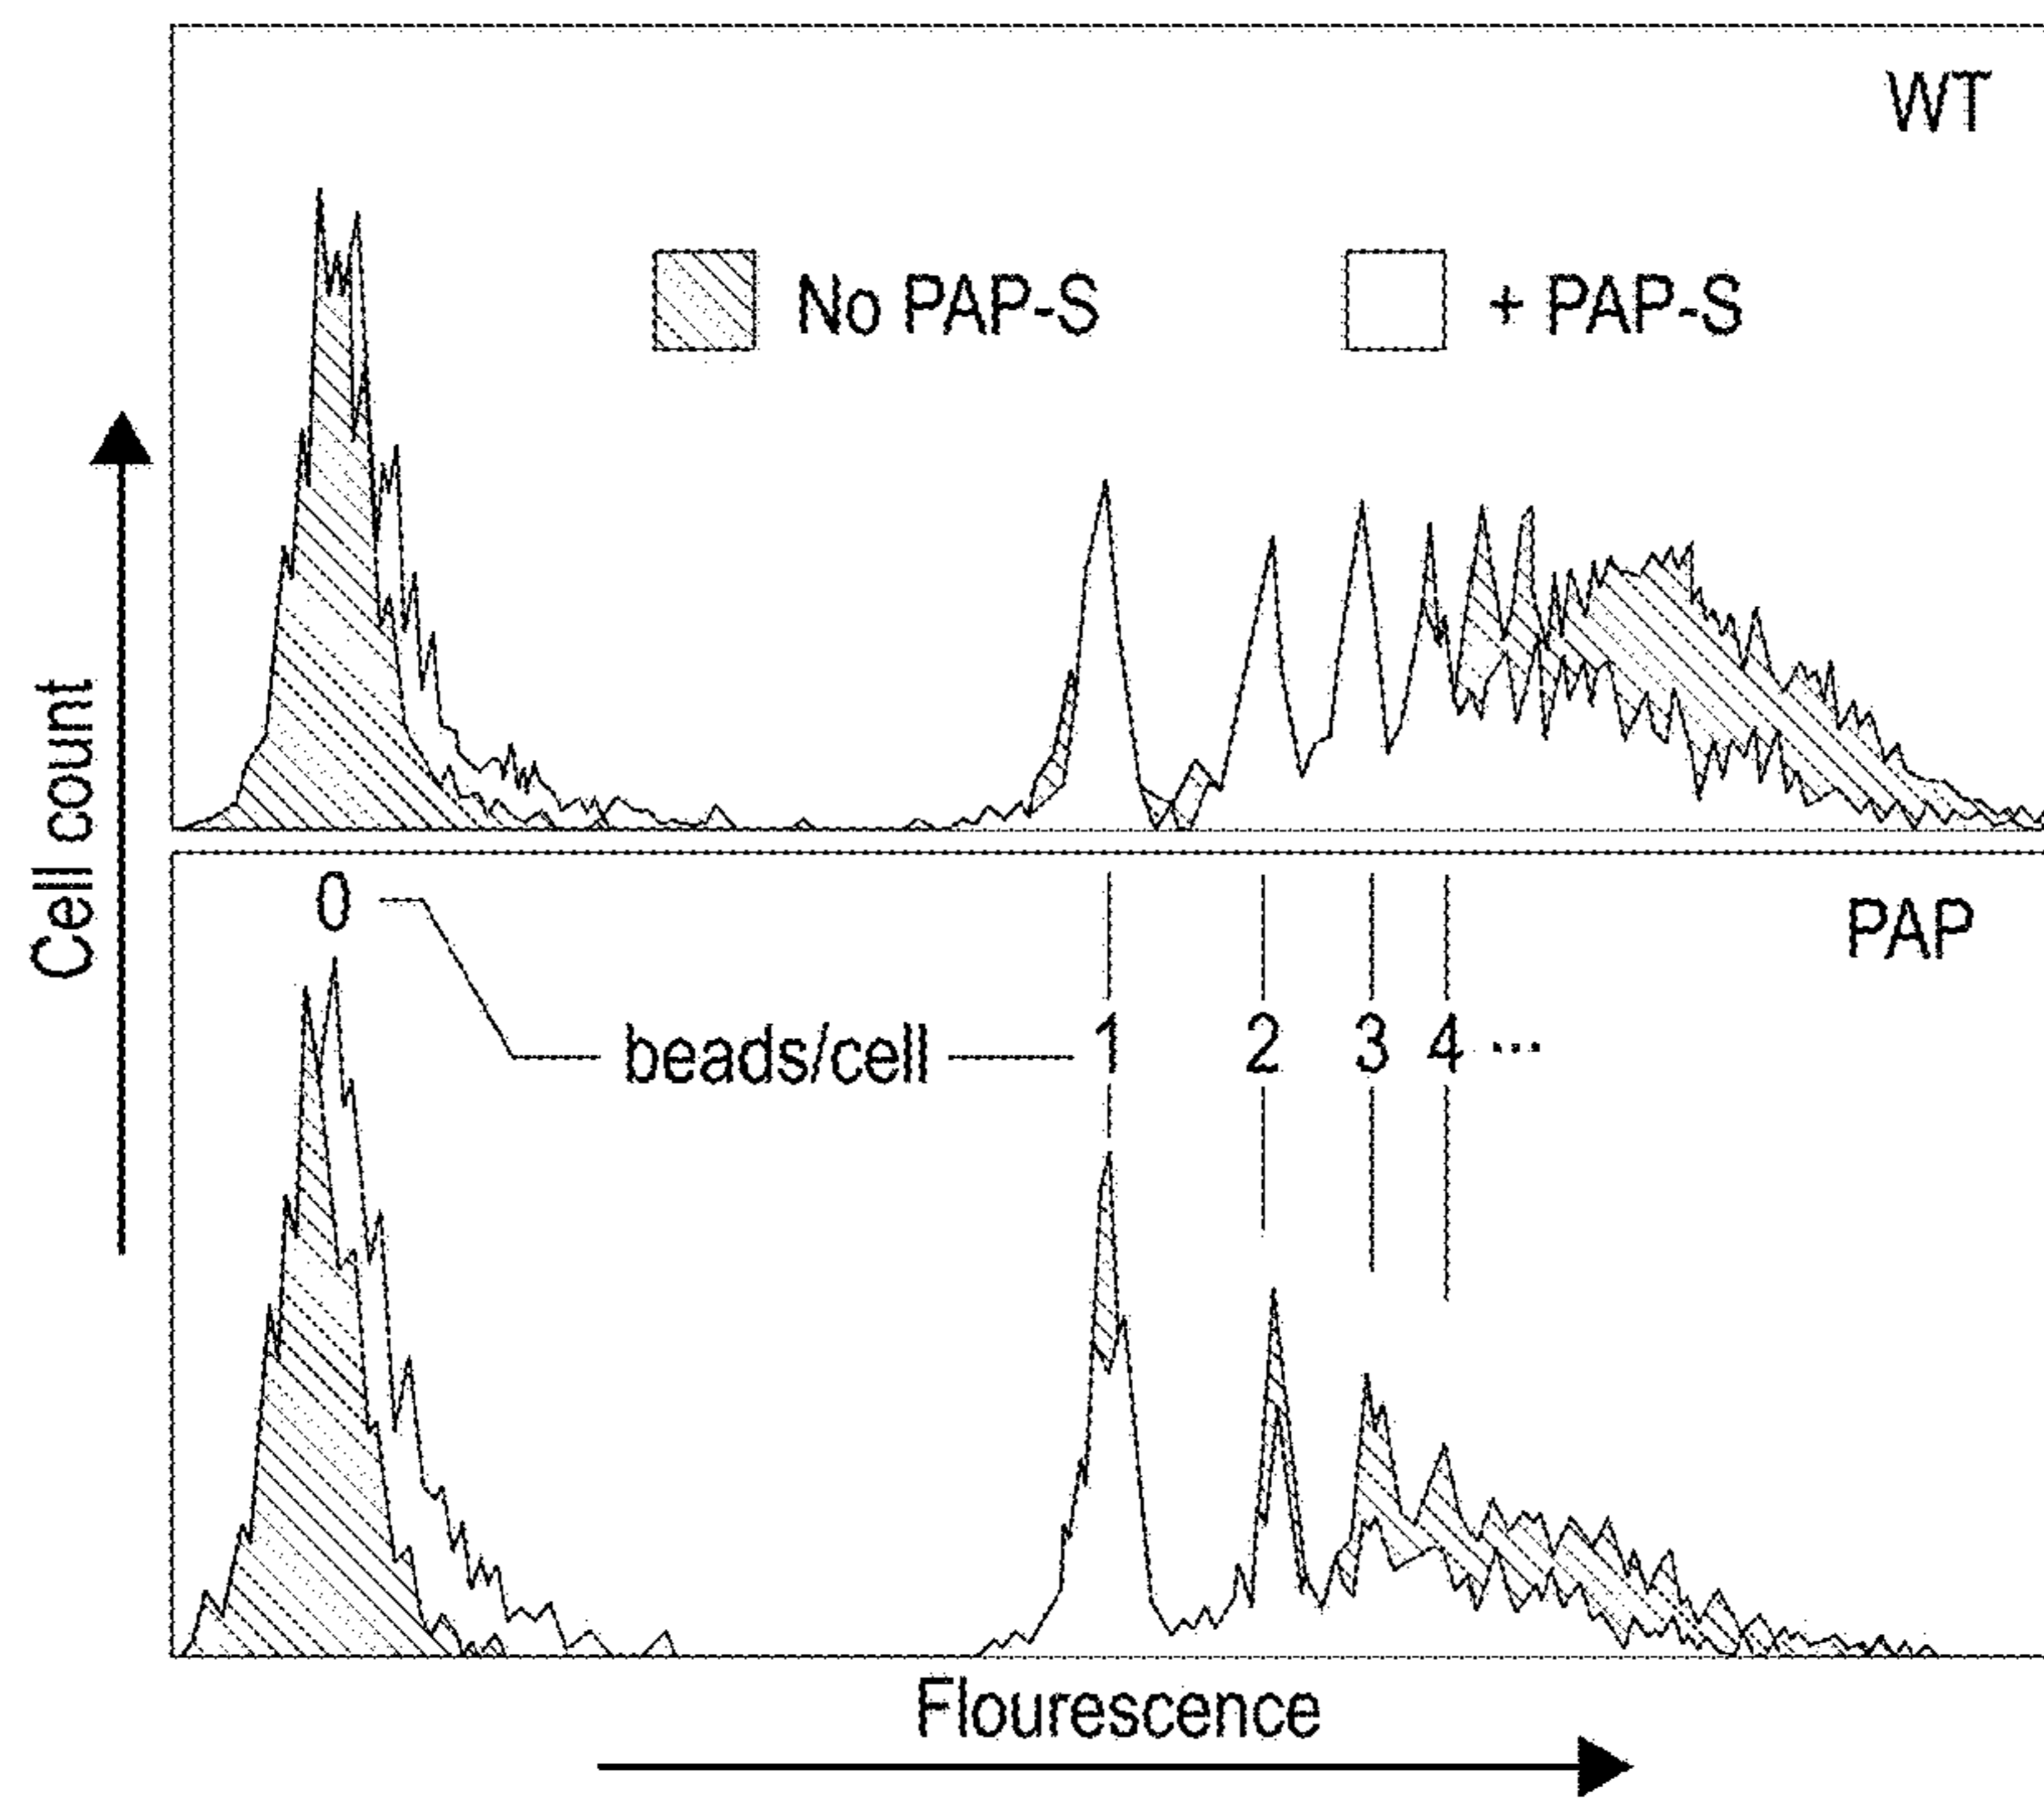 WT
No PAP-S
+ PAP-S
Cell count
0
PAP
beads/cell
1 2 3 4 ...
Flourescence